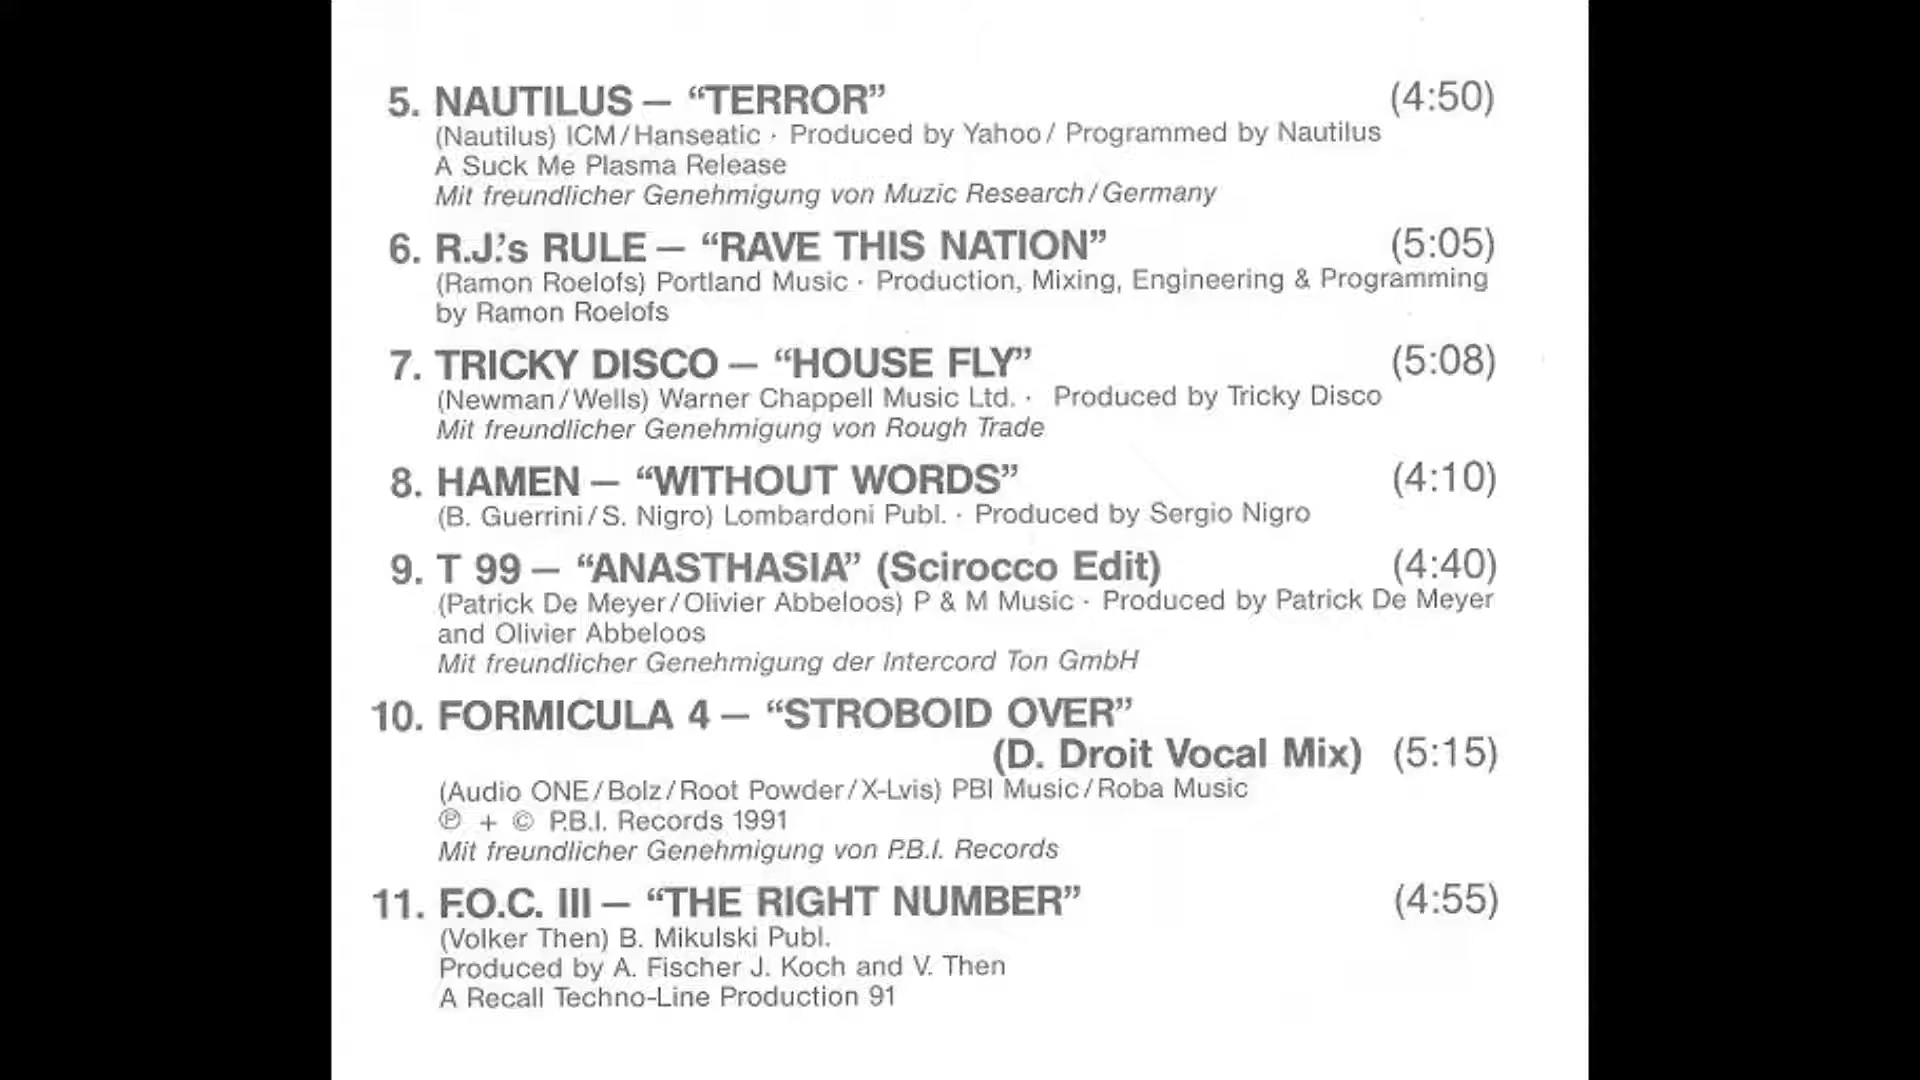 5. NAUTILUS – “TERROR” (4:50)
(Nautilus) ICM/Hanseatic · Produced by Yahoo/ Programmed by Nautilus
A Suck Me Plasma Release
Mit freundlicher Genehmigung von Muzic Research/Germany
6. R.J.'s RULE – “RAVE THIS NATION” (5:05)
(Ramon Roelofs) Portland Music · Production, Mixing, Engineering & Programming
by Ramon Roelofs
7. TRICKY DISCO – “HOUSE FLY” (5:08)
(Newman/Wells) Warner Chappell Music Ltd. · Produced by Tricky Disco
Mit freundlicher Genehmigung von Rough Trade
8. HAMEN – “WITHOUT WORDS” (4:10)
(B. Guerrini/S. Nigro) Lombardoni Publ. · Produced by Sergio Nigro
9. T 99 – “ANASTHASIA” (Scirocco Edit) (4:40)
(Patrick De Meyer/Olivier Abbeloos) P & M Music · Produced by Patrick De Meyer
and Olivier Abbeloos
Mit freundlicher Genehmigung der Intercord Ton GmbH
10. FORMICULA 4 – “STROBOID OVER”
(D. Droit Vocal Mix) (5:15)
(Audio ONE/Bolz/Root Powder/X-Lvis) PBI Music/Roba Music
℗ + © P.B.I. Records 1991
Mit freundlicher Genehmigung von P.B.I. Records
11. F.O.C. III – “THE RIGHT NUMBER” (4:55)
(Volker Then) B. Mikulski Publ.
Produced by A. Fischer J. Koch and V. Then
A Recall Techno-Line Production 91